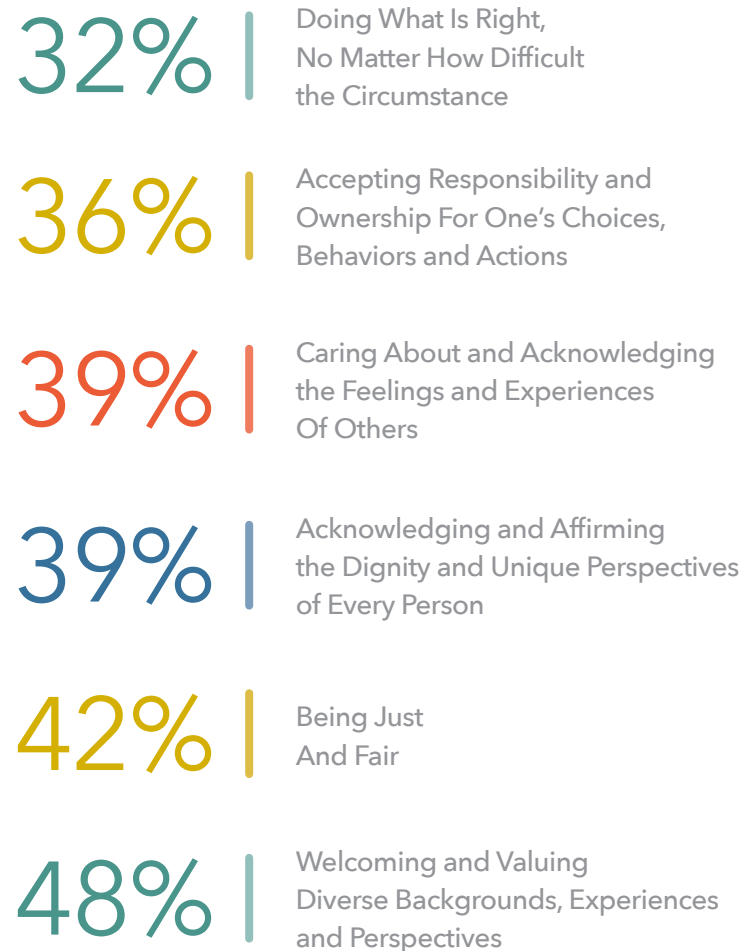 32%
Doing What Is Right,
No Matter How Difficult
the Circumstance
36%
Accepting Responsibility and
Ownership For One’s Choices,
Behaviors and Actions
39%
Caring About and Acknowledging
the Feelings and Experiences
Of Others
39%
Acknowledging and Affirming
the Dignity and Unique Perspectives
of Every Person
42%
Being Just
And Fair
48%
Welcoming and Valuing
Diverse Backgrounds, Experiences
and Perspectives